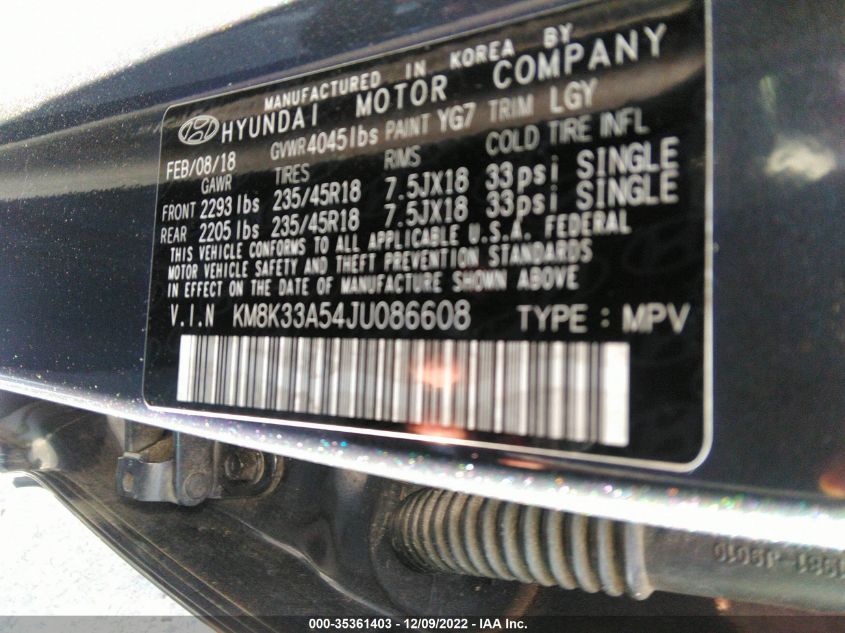 MANUFACTURED IN KOREA BY
HYUNDAI MOTOR COMPANY
FEB/08/18 GVWR 4045lbs PAINT YG7 TRIM LGY
GAWR TIRES RIMS COLD TIRE INFL
FRONT 2293 lbs 235/45R18 7.5JX18 33psi SINGLE
REAR 2205 lbs 235/45R18 7.5JX18 33psi SINGLE
THIS VEHICLE CONFORMS TO ALL APPLICABLE U.S.A. FEDERAL
MOTOR VEHICLE SAFETY AND THEFT PREVENTION STANDARDS
IN EFFECT ON THE DATE OF MANUFACTURE SHOWN ABOVE
V.I.N KM8K33A54JU086608 TYPE : MPV
000-35361403 - 12/09/2022 - IAA Inc.